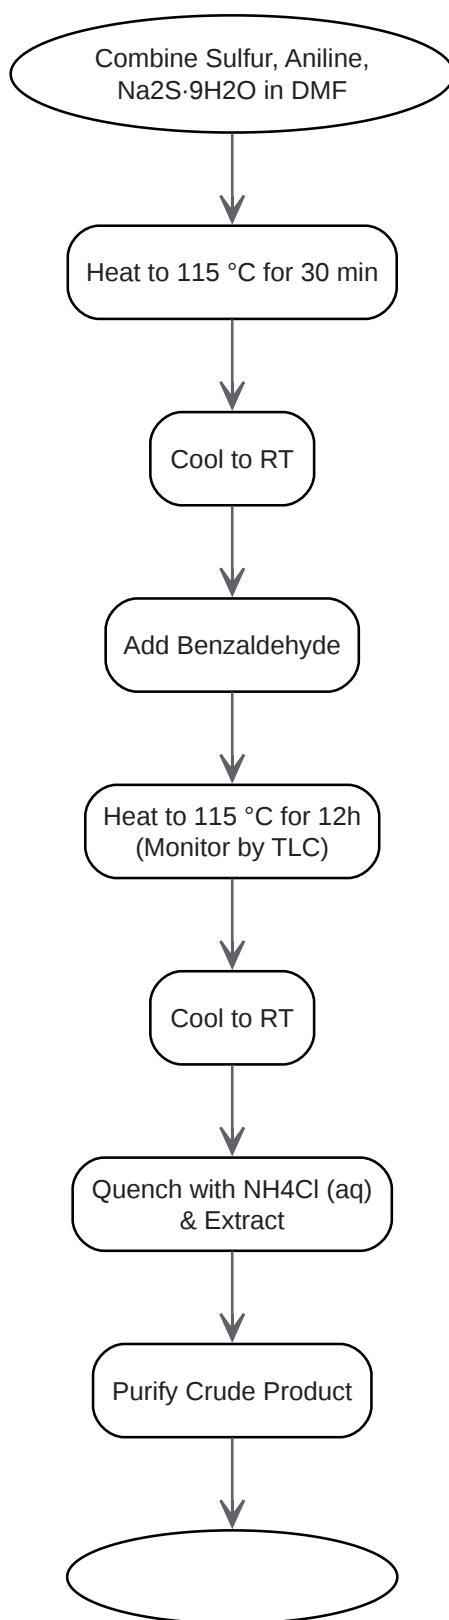 Combine Sulfur, Aniline,
Na2S·9H2O in DMF
Heat to 115 °C for 30 min
Cool to RT
Add Benzaldehyde
Heat to 115 °C for 12h
(Monitor by TLC)
Cool to RT
Quench with NH4Cl (aq)
& Extract
Purify Crude Product